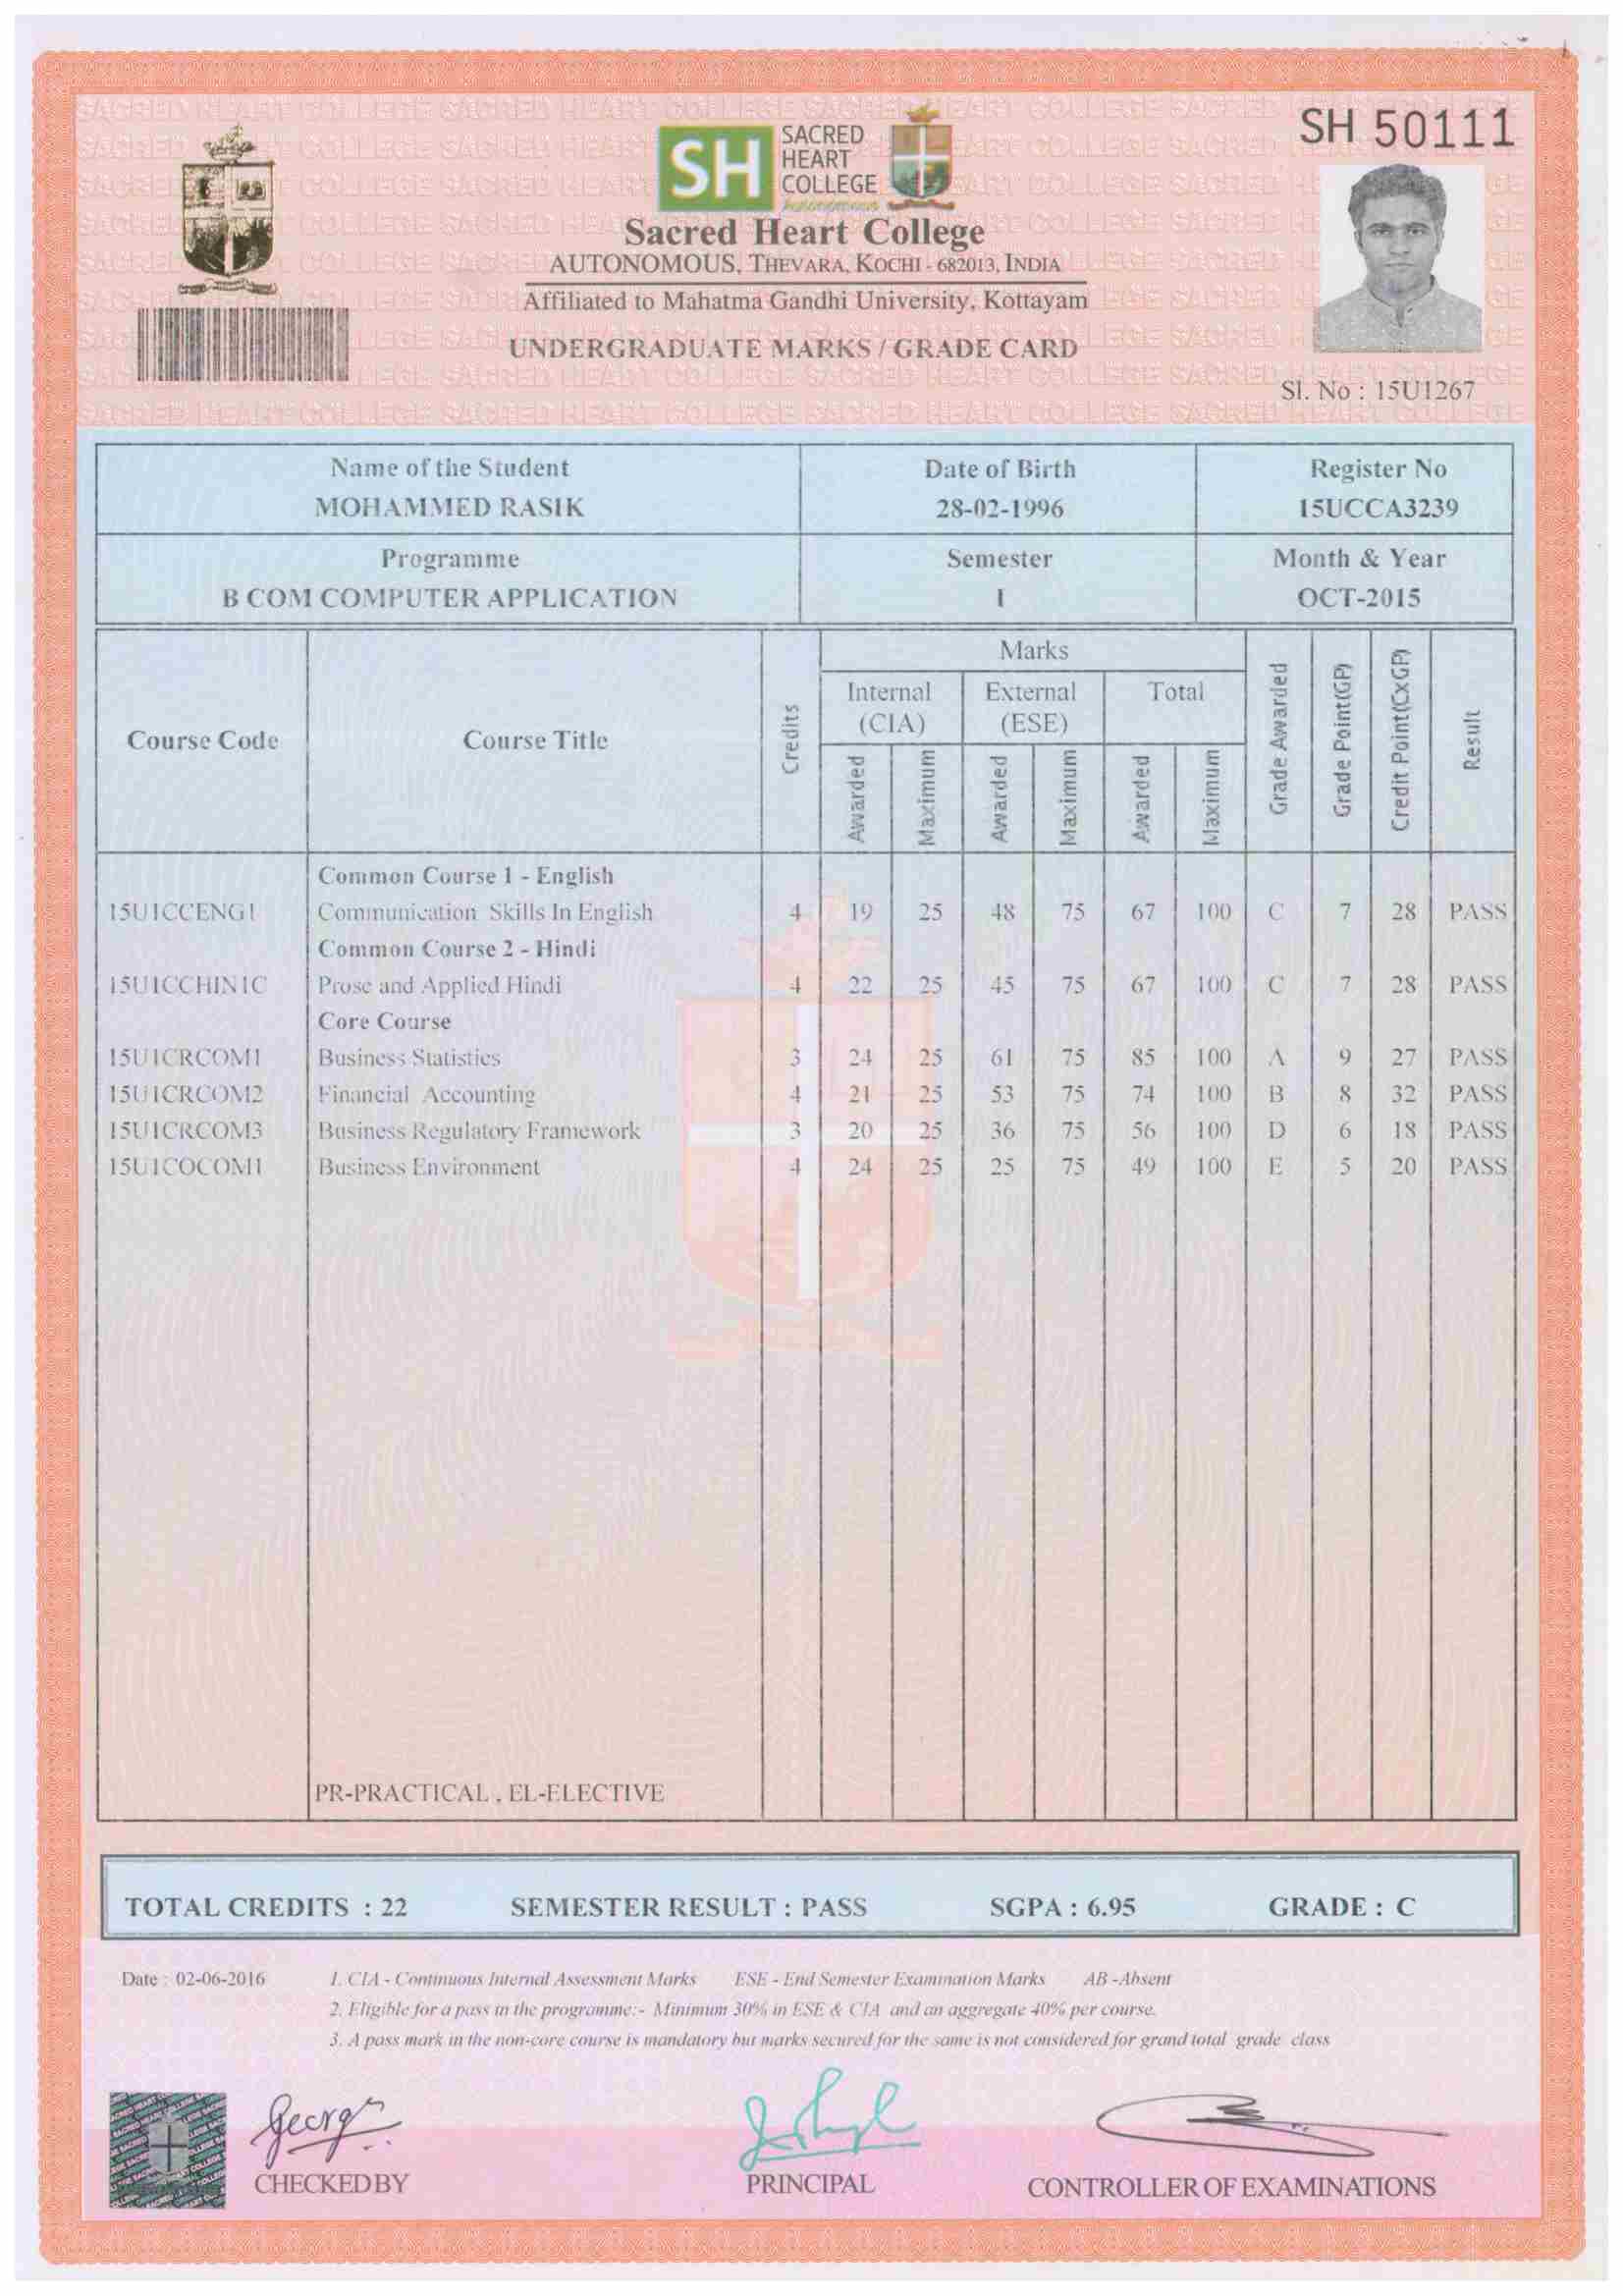 SH 50111
SH SACRED HEART COLLEGE
Sacred Heart College
AUTONOMOUS, THEVARA, KOCHI - 682013, INDIA
Affiliated to Mahatma Gandhi University, Kottayam
UNDERGRADUATE MARKS / GRADE CARD
Sl. No : 15U1267
Name of the Student Date of Birth Register No
MOHAMMED RASIK 28-02-1996 15UCCA3239
Programme Semester Month & Year
B COM COMPUTER APPLICATION I OCT-2015
Course Code Course Title Credits Marks Grade Awarded Grade Point(GP) Credit Point(CxGP) Result
Internal (CIA) External (ESE) Total
Awarded Maximum Awarded Maximum Awarded Maximum
Common Course 1 - English
15U1CCENG1 Communication Skills In English 4 19 25 48 75 67 100 C 7 28 PASS
Common Course 2 - Hindi
15U1CCHIN1C Prose and Applied Hindi 4 22 25 45 75 67 100 C 7 28 PASS
Core Course
15U1CRCOM1 Business Statistics 3 24 25 61 75 85 100 A 9 27 PASS
15U1CRCOM2 Financial Accounting 4 21 25 53 75 74 100 B 8 32 PASS
15U1CRCOM3 Business Regulatory Framework 3 20 25 36 75 56 100 D 6 18 PASS
15U1COCOM1 Business Environment 4 24 25 25 75 49 100 E 5 20 PASS
PR-PRACTICAL , EL-ELECTIVE
TOTAL CREDITS : 22 SEMESTER RESULT : PASS SGPA : 6.95 GRADE : C
Date : 02-06-2016 1. CIA - Continuous Internal Assessment Marks ESE - End Semester Examination Marks AB -Absent
2. Eligible for a pass in the programme:- Minimum 30% in ESE & CIA and an aggregate 40% per course.
3. A pass mark in the non-core course is mandatory but marks secured for the same is not considered for grand total grade class
CHECKED BY PRINCIPAL CONTROLLER OF EXAMINATIONS